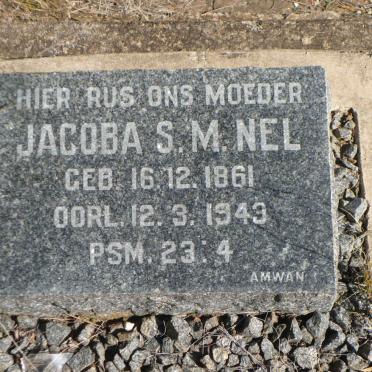 HIER RUS ONS MOEDER
JACOBA S. M. NEL
GEB. 16. 12. 1861
OORL. 12. 3. 1943
PSM. 23:4
AMWAN